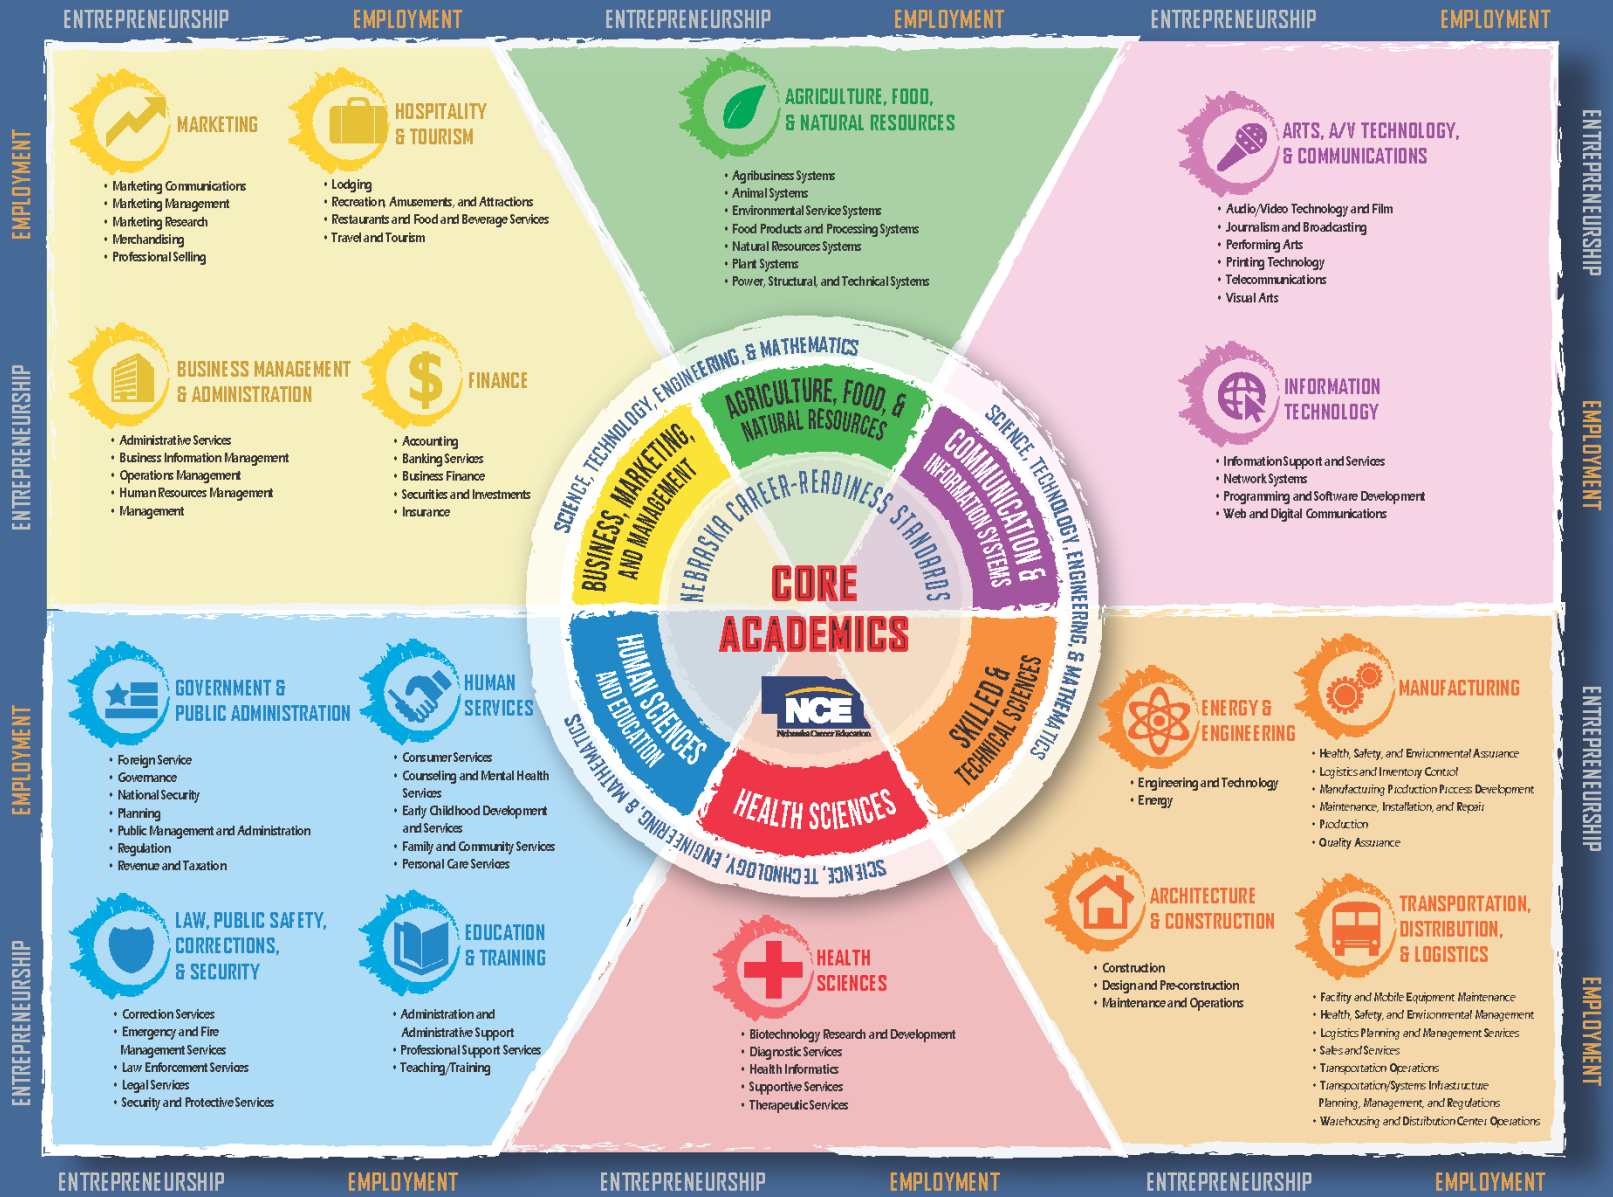 ENTREPRENEURSHIP EMPLOYMENT ENTREPRENEURSHIP EMPLOYMENT ENTREPRENEURSHIP EMPLOYMENT
EMPLOYMENT
ENTREPRENEURSHIP
EMPLOYMENT
ENTREPRENEURSHIP
MARKETING
• Marketing Communications
• Marketing Management
• Marketing Research
• Merchandising
• Professional Selling
HOSPITALITY
& TOURISM
• Lodging
• Recreation, Amusements, and Attractions
• Restaurants and Food and Beverage Services
• Travel and Tourism
BUSINESS MANAGEMENT
& ADMINISTRATION
• Administrative Services
• Business Information Management
• Operations Management
• Human Resources Management
• Management
FINANCE
• Accounting
• Banking Services
• Business Finance
• Securities and Investments
• Insurance
AGRICULTURE, FOOD,
& NATURAL RESOURCES
• Agribusiness Systems
• Animal Systems
• Environmental Service Systems
• Food Products and Processing Systems
• Natural Resources Systems
• Plant Systems
• Power, Structural, and Technical Systems
ARTS, A/V TECHNOLOGY,
& COMMUNICATIONS
• Audio/Video Technology and Film
• Journalism and Broadcasting
• Performing Arts
• Printing Technology
• Telecommunications
• Visual Arts
INFORMATION
TECHNOLOGY
• Information Support and Services
• Network Systems
• Programming and Software Development
• Web and Digital Communications
SCIENCE, TECHNOLOGY, ENGINEERING, & MATHEMATICS
SCIENCE, TECHNOLOGY, ENGINEERING, & MATHEMATICS
SCIENCE, TECHNOLOGY, ENGINEERING, & MATHEMATICS
AGRICULTURE, FOOD, &
NATURAL RESOURCES
BUSINESS, MARKETING,
AND MANAGEMENT
COMMUNICATION &
INFORMATION SYSTEMS
NEBRASKA CAREER-READINESS STANDARDS
CORE
ACADEMICS
NCE
Nebraska Career Education
HUMAN SCIENCES
AND EDUCATION
SKILLED &
TECHNICAL SCIENCES
HEALTH SCIENCES
GOVERNMENT &
PUBLIC ADMINISTRATION
• Foreign Service
• Governance
• National Security
• Planning
• Public Management and Administration
• Regulation
• Revenue and Taxation
HUMAN
SERVICES
• Consumer Services
• Counseling and Mental Health
Services
• Early Childhood Development
and Services
• Family and Community Services
• Personal Care Services
LAW, PUBLIC SAFETY,
CORRECTIONS,
& SECURITY
• Correction Services
• Emergency and Fire
Management Services
• Law Enforcement Services
• Legal Services
• Security and Protective Services
EDUCATION
& TRAINING
• Administration and
Administrative Support
• Professional Support Services
• Teaching/Training
HEALTH
SCIENCES
• Biotechnology Research and Development
• Diagnostic Services
• Health Informatics
• Supportive Services
• Therapeutic Services
ENERGY &
ENGINEERING
• Engineering and Technology
• Energy
MANUFACTURING
• Health, Safety, and Environmental Assurance
• Logistics and Inventory Control
• Manufacturing Production Process Development
• Maintenance, Installation, and Repair
• Production
• Quality Assurance
ARCHITECTURE
& CONSTRUCTION
• Construction
• Design and Pre-construction
• Maintenance and Operations
TRANSPORTATION,
DISTRIBUTION,
& LOGISTICS
• Facility and Mobile Equipment Maintenance
• Health, Safety, and Environmental Management
• Logistics Planning and Management Services
• Sales and Services
• Transportation Operations
• Transportation/Systems Infrastructure
Planning, Management, and Regulations
• Warehousing and Distribution Center Operations
ENTREPRENEURSHIP
EMPLOYMENT
ENTREPRENEURSHIP
EMPLOYMENT
ENTREPRENEURSHIP EMPLOYMENT ENTREPRENEURSHIP EMPLOYMENT ENTREPRENEURSHIP EMPLOYMENT